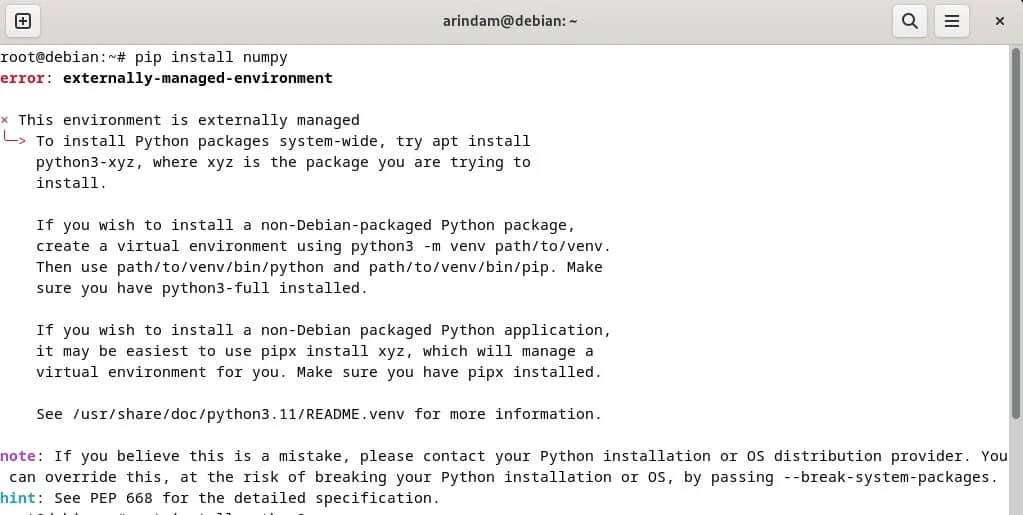 arindam@debian: ~
root@debian:~# pip install numpy
error: externally-managed-environment
× This environment is externally managed
╰─> To install Python packages system-wide, try apt install
python3-xyz, where xyz is the package you are trying to
install.
If you wish to install a non-Debian-packaged Python package,
create a virtual environment using python3 -m venv path/to/venv.
Then use path/to/venv/bin/python and path/to/venv/bin/pip. Make
sure you have python3-full installed.
If you wish to install a non-Debian packaged Python application,
it may be easiest to use pipx install xyz, which will manage a
virtual environment for you. Make sure you have pipx installed.
See /usr/share/doc/python3.11/README.venv for more information.
note: If you believe this is a mistake, please contact your Python installation or OS distribution provider. You
can override this, at the risk of breaking your Python installation or OS, by passing --break-system-packages.
hint: See PEP 668 for the detailed specification.